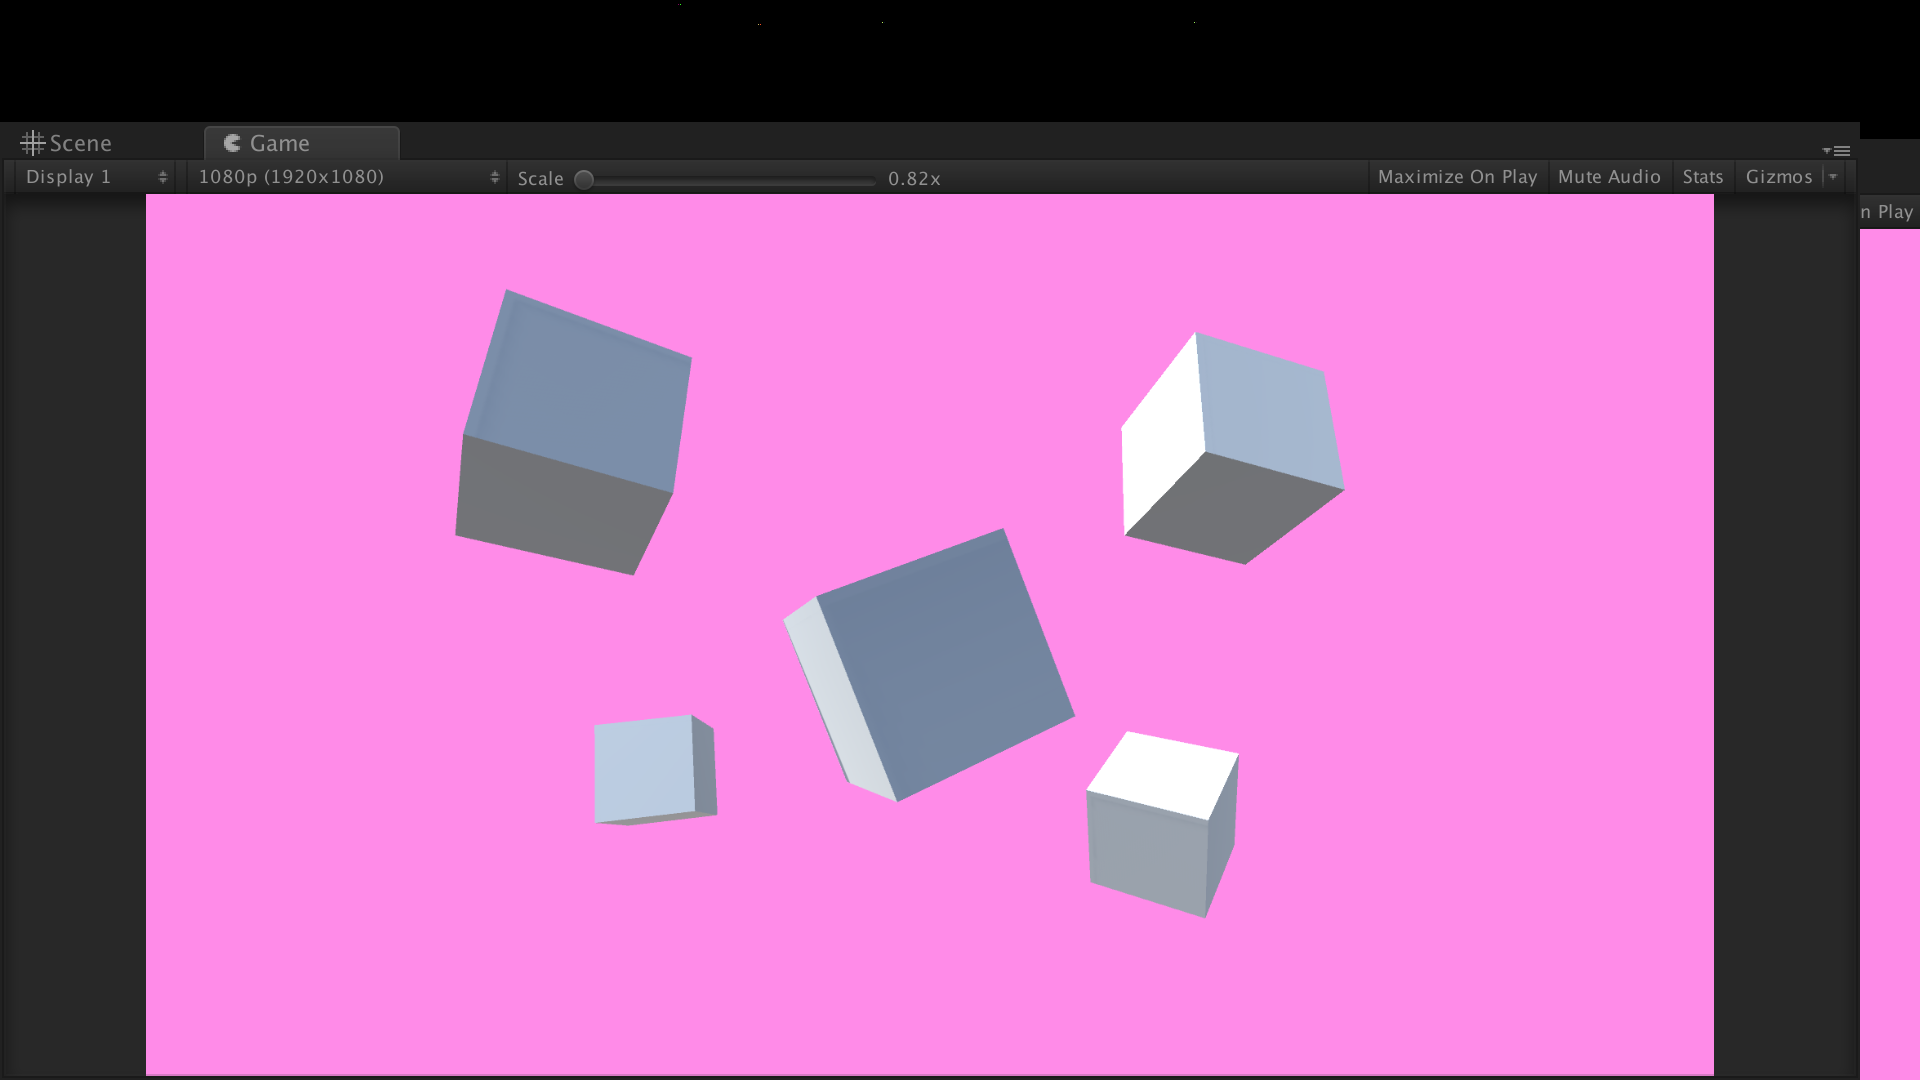 Scene Game
Display 1 1080p (1920x1080) Scale 0.82x Maximize On Play Mute Audio Stats Gizmos
n Play